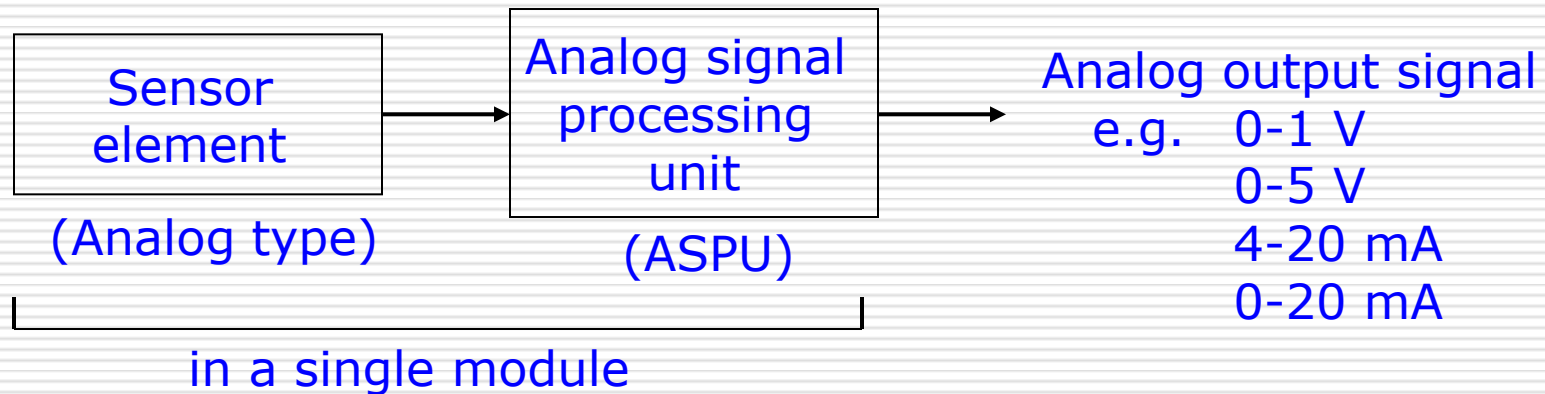 Sensor
element
(Analog type)
Analog signal
processing
unit
(ASPU)
Analog output signal
e.g. 0-1 V
0-5 V
4-20 mA
0-20 mA
in a single module